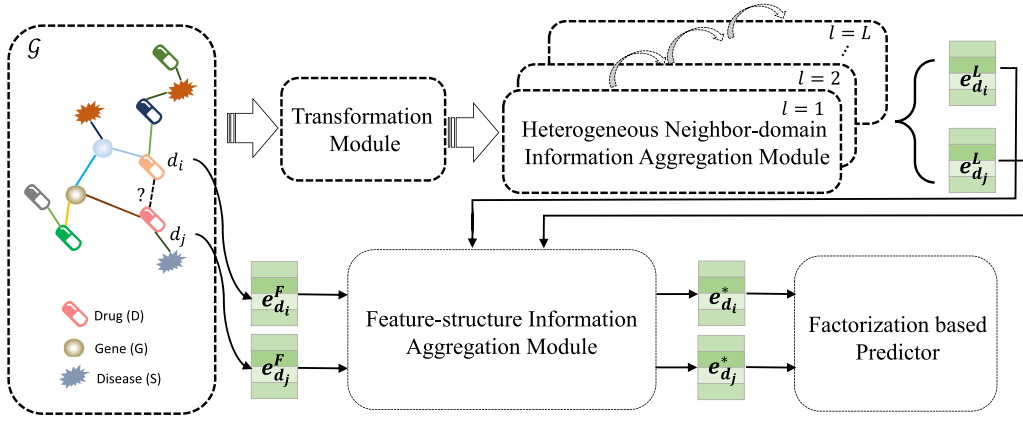 𝒢
d_i
?
d_j
Drug (D)
Gene (G)
Disease (S)
Transformation
Module
l = L
⋮
l = 2
l = 1
Heterogeneous Neighbor-domain
Information Aggregation Module
e^L_{d_i}
e^L_{d_j}
e^F_{d_i}
e^F_{d_j}
Feature-structure Information
Aggregation Module
e^*_{d_i}
e^*_{d_j}
Factorization based
Predictor